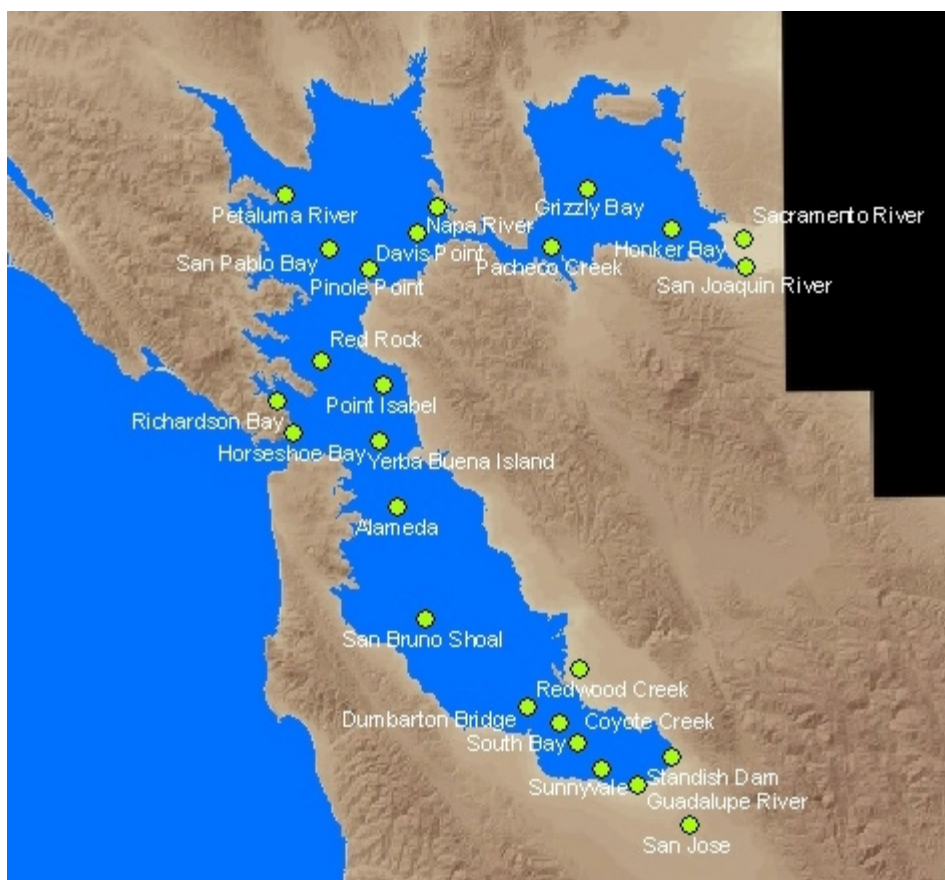 Petaluma River
Grizzly Bay
Sacramento River
Napa River
Honker Bay
Davis Point
San Pablo Bay
Pacheco Creek
Pinole Point
San Joaquin River
Red Rock
Point Isabel
Richardson Bay
Horseshoe Bay
Yerba Buena Island
Alameda
San Bruno Shoal
Redwood Creek
Dumbarton Bridge
Coyote Creek
South Bay
Standish Dam
Sunnyvale
Guadalupe River
San Jose